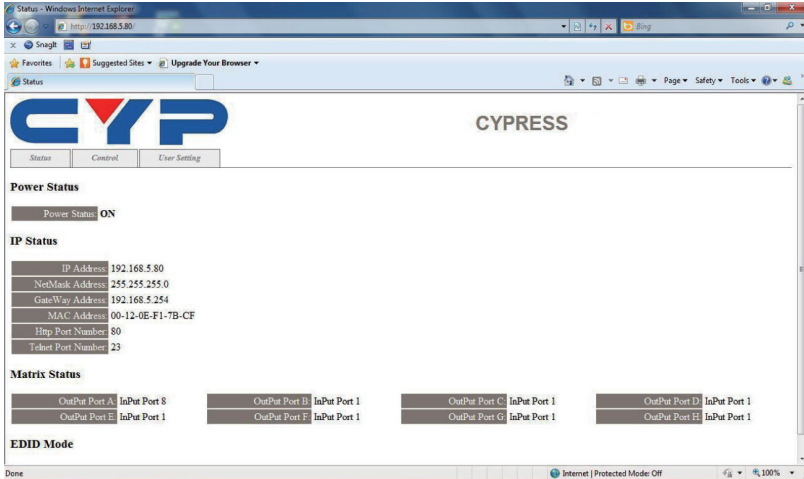 Status - Windows Internet Explorer
http://192.168.5.80/
Bing
x SnagIt
Favorites Suggested Sites Upgrade Your Browser
Status Page Safety Tools
CYP CYPRESS
Status Control User Setting
Power Status
Power Status: ON
IP Status
IP Address: 192.168.5.80
NetMask Address: 255.255.255.0
GateWay Address: 192.168.5.254
MAC Address: 00-12-0E-F1-7B-CF
Http Port Number: 80
Telnet Port Number: 23
Matrix Status
OutPut Port A: InPut Port 8 OutPut Port B: InPut Port 1 OutPut Port C: InPut Port 1 OutPut Port D: InPut Port 1
OutPut Port E: InPut Port 1 OutPut Port F: InPut Port 1 OutPut Port G: InPut Port 1 OutPut Port H: InPut Port 1
EDID Mode
Done Internet | Protected Mode: Off 100%